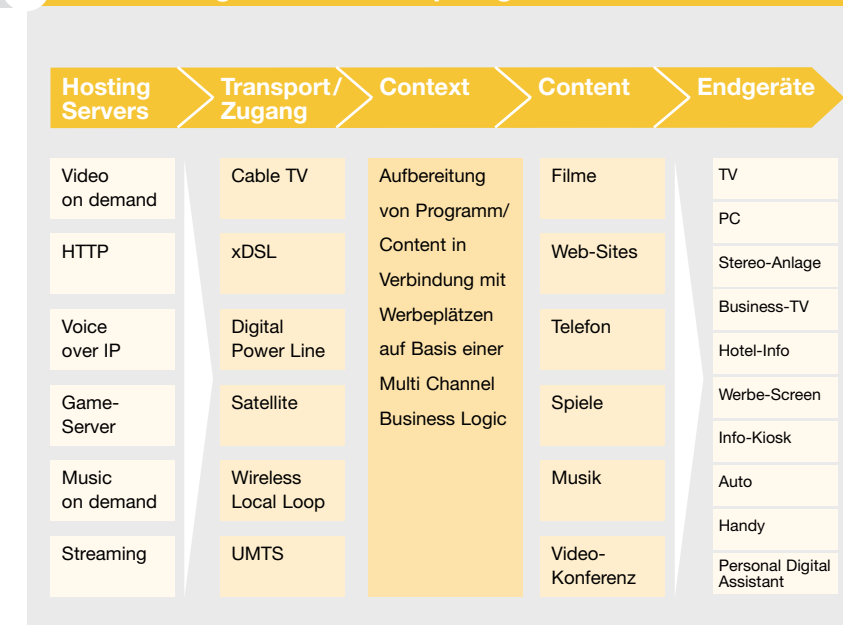 Hosting
Servers
Transport/
Zugang
Context
Content
Endgeräte
Video
on demand
HTTP
Voice
over IP
Game-
Server
Music
on demand
Streaming
Cable TV
xDSL
Digital
Power Line
Satellite
Wireless
Local Loop
UMTS
Aufbereitung
von Programm/
Content in
Verbindung mit
Werbeplätzen
auf Basis einer
Multi Channel
Business Logic
Filme
Web-Sites
Telefon
Spiele
Musik
Video-
Konferenz
TV
PC
Stereo-Anlage
Business-TV
Hotel-Info
Werbe-Screen
Info-Kiosk
Auto
Handy
Personal Digital
Assistant